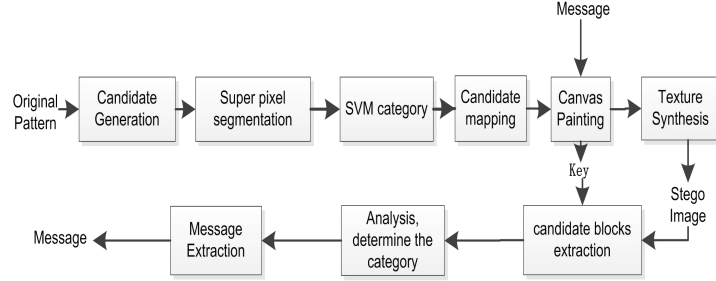 Message
Original
Pattern
Candidate
Generation
Super pixel
segmentation
SVM category
Candidate
mapping
Canvas
Painting
Texture
Synthesis
Key
Stego
Image
Message
Message
Extraction
Analysis,
determine the
category
candidate blocks
extraction